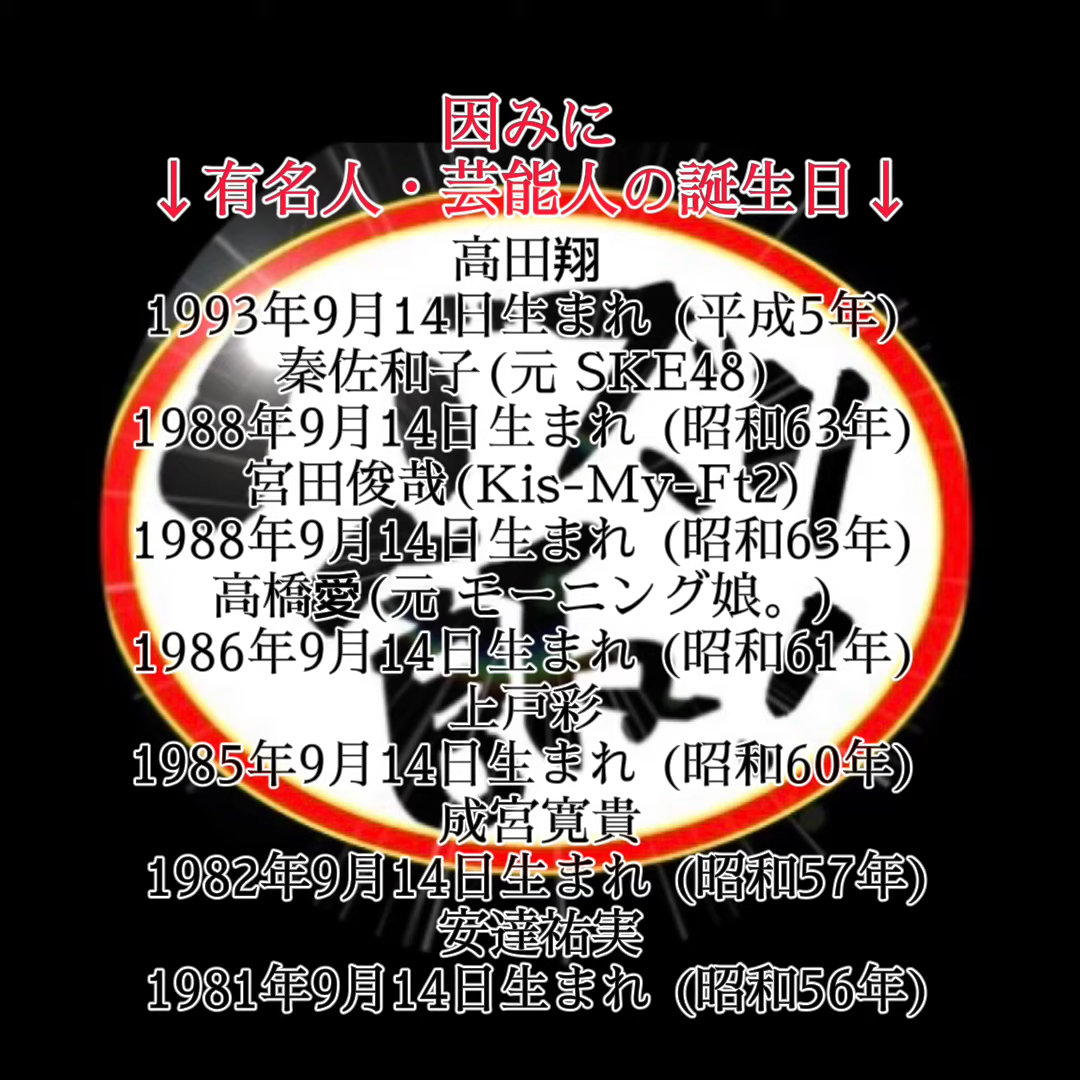 因みに
↓有名人・芸能人の誕生日↓
高田翔
1993年9月14日生まれ (平成5年)
秦佐和子(元 SKE48)
1988年9月14日生まれ (昭和63年)
宮田俊哉(Kis-My-Ft2)
1988年9月14日生まれ (昭和63年)
高橋愛(元 モーニング娘。)
1986年9月14日生まれ (昭和61年)
上戸彩
1985年9月14日生まれ (昭和60年)
成宮寛貴
1982年9月14日生まれ (昭和57年)
安達祐実
1981年9月14日生まれ (昭和56年)